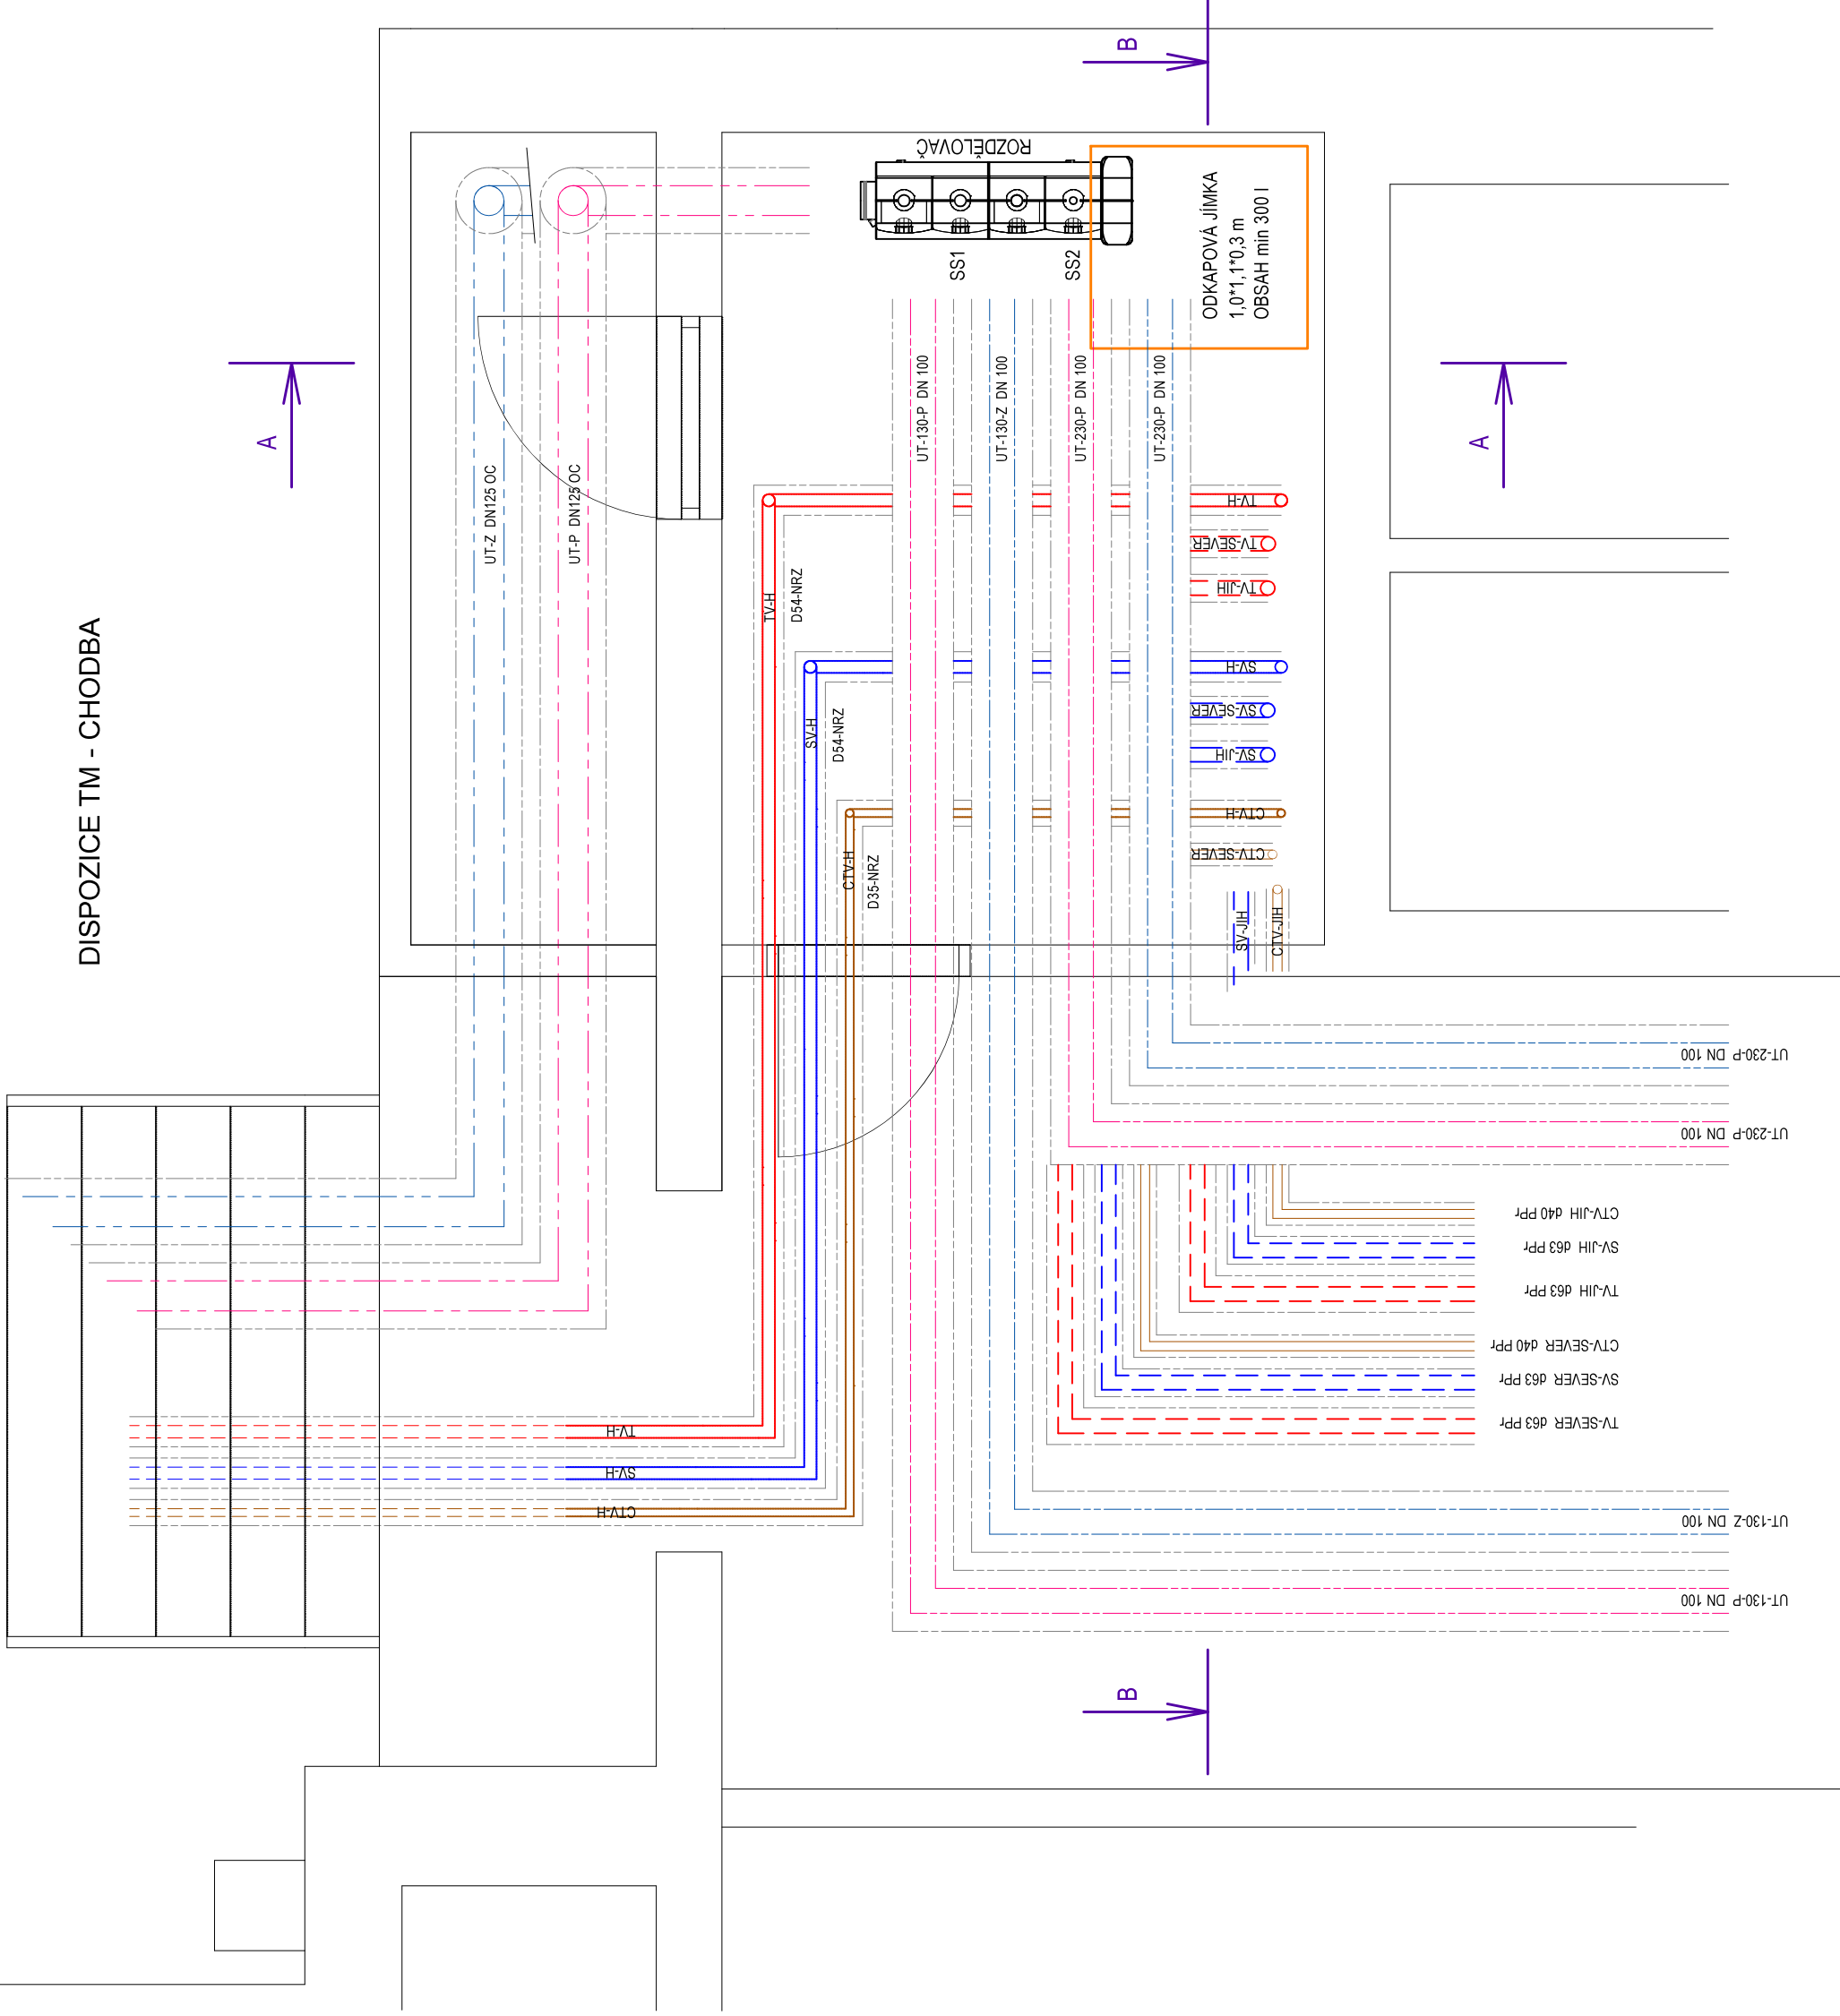 DISPOZICE TM - CHODBA
A
A
B
B
ROZDĚLOVAČ
SS1
SS2
ODKAPOVÁ JÍMKA
1,0*1,1*0,3 m
OBSAH min 300 l
UT-Z DN125 OC
UT-P DN125 OC
UT-130-P DN 100
UT-130-Z DN 100
UT-230-P DN 100
UT-230-P DN 100
TV-H
D54-NRZ
SV-H
D54-NRZ
CTV-H
D35-NRZ
TV-H
TV-SEVER
TV-JIH
SV-H
SV-SEVER
SV-JIH
CTV-H
CTV-SEVER
SV-JIH
CTV-JIH
UT-230-P DN 100
UT-230-P DN 100
CTV-JIH d40 PPr
SV-JIH d63 PPr
TV-JIH d63 PPr
CTV-SEVER d40 PPr
SV-SEVER d63 PPr
TV-SEVER d63 PPr
TV-H
SV-H
CTV-H
UT-130-Z DN 100
UT-130-P DN 100